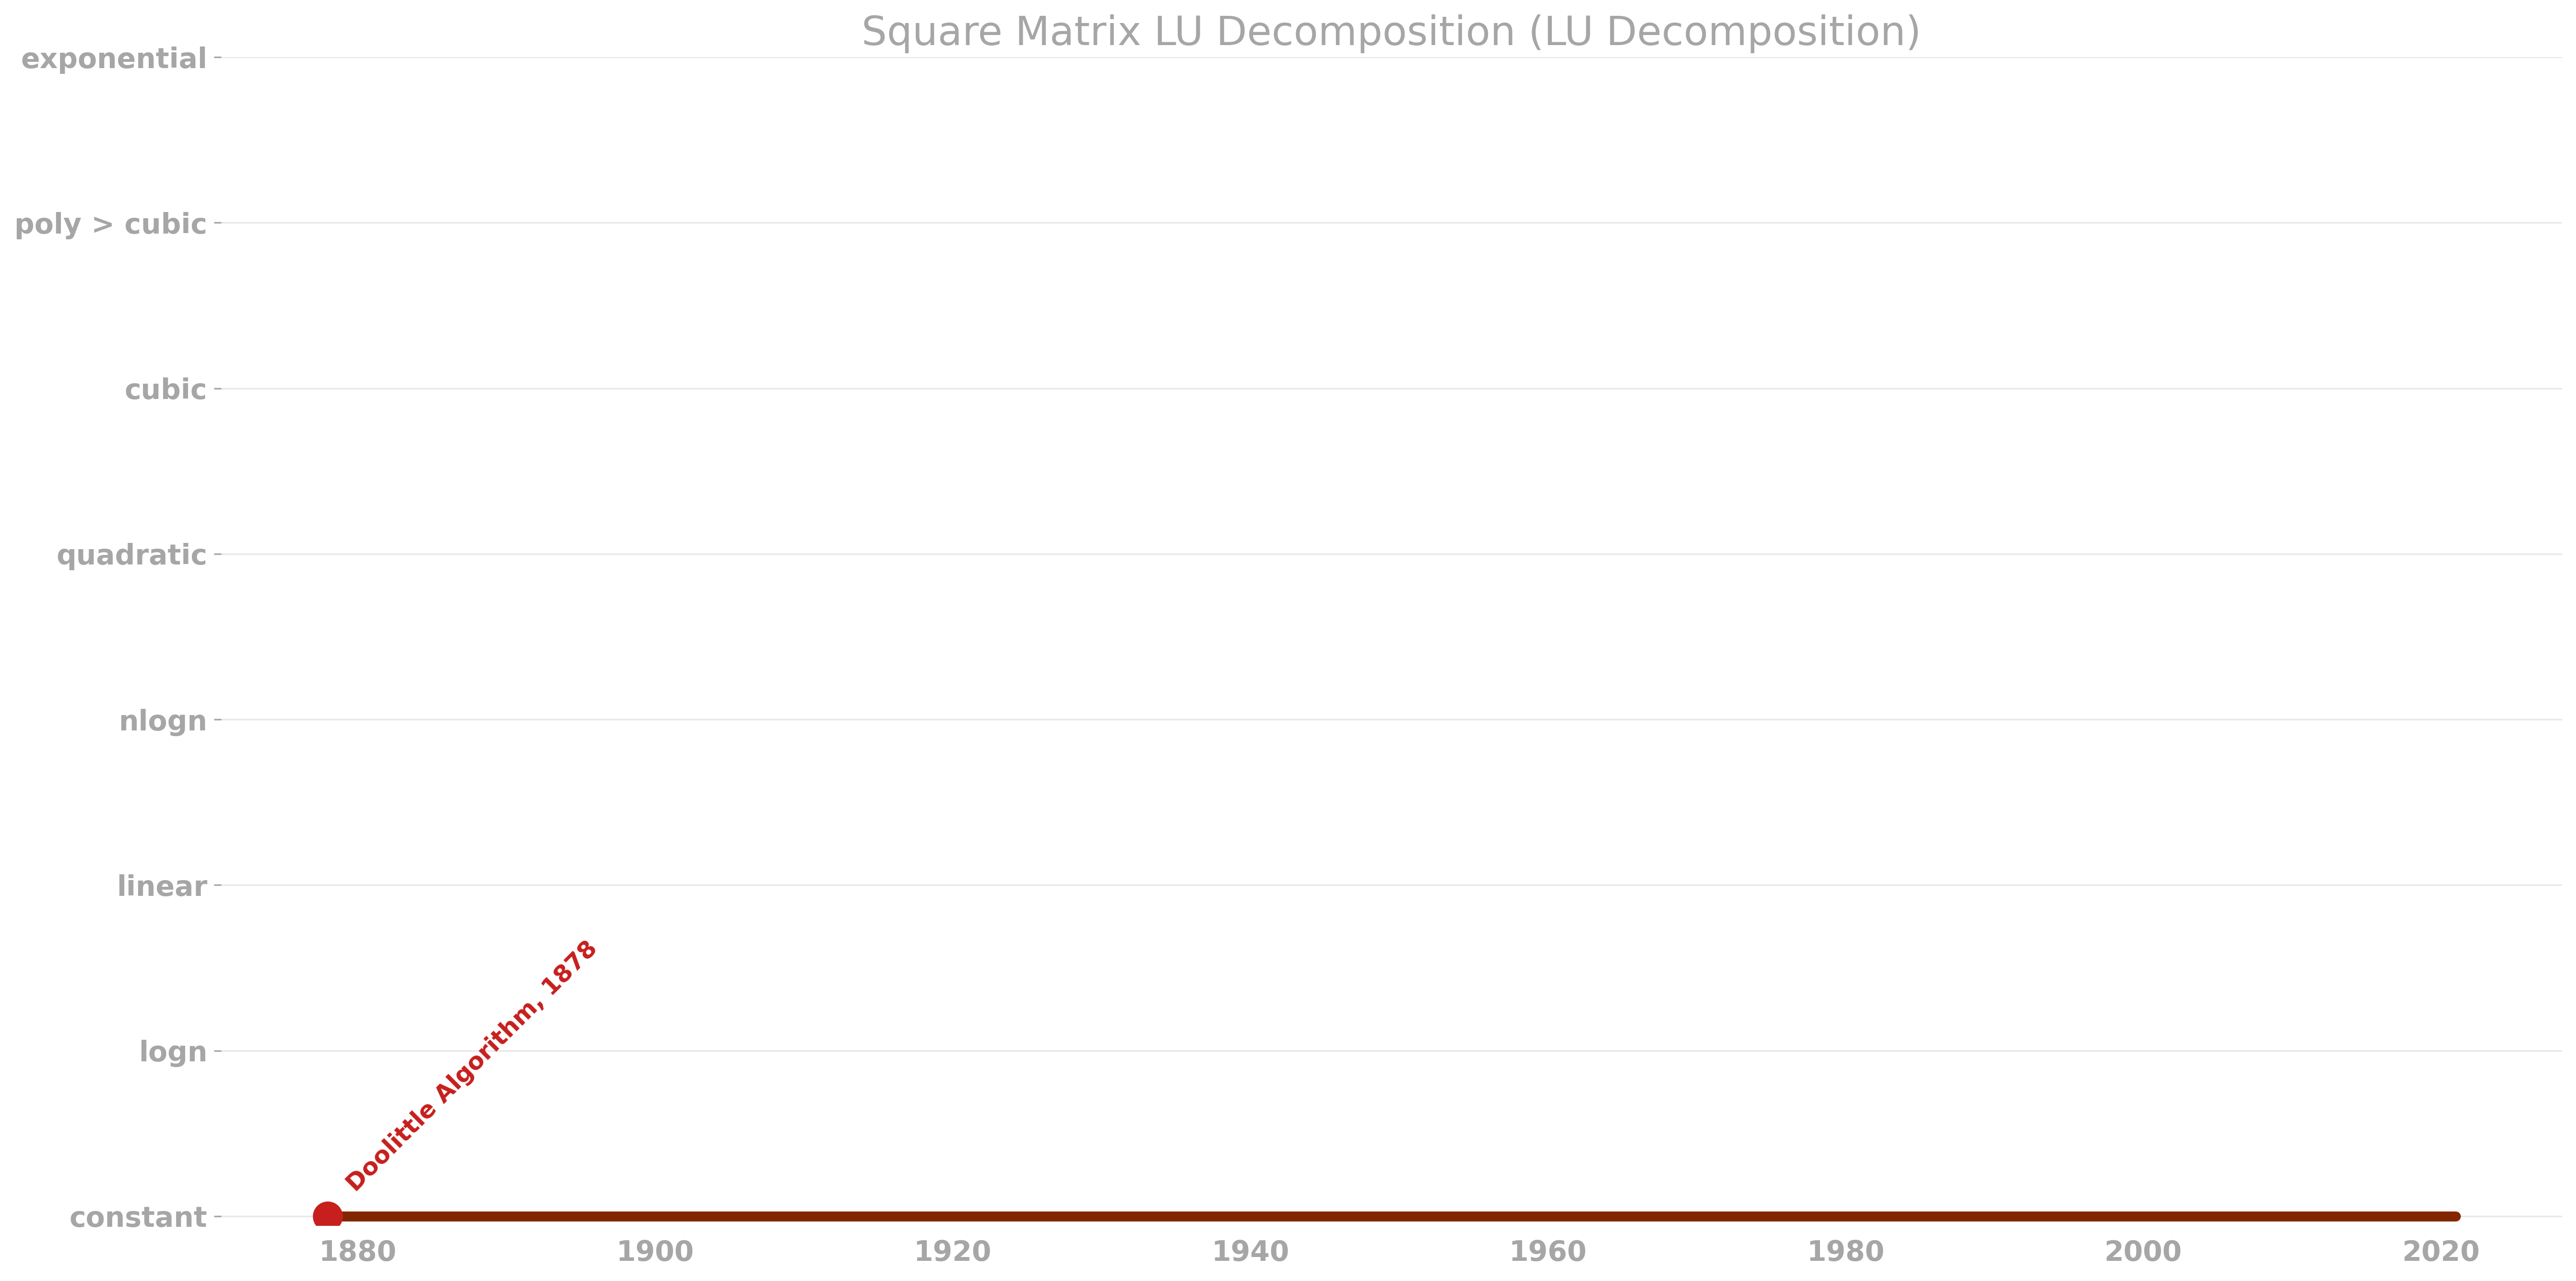 Square Matrix LU Decomposition (LU Decomposition)
exponential
poly > cubic
cubic
quadratic
nlogn
linear
logn
constant
Doolittle Algorithm, 1878
1880 1900 1920 1940 1960 1980 2000 2020